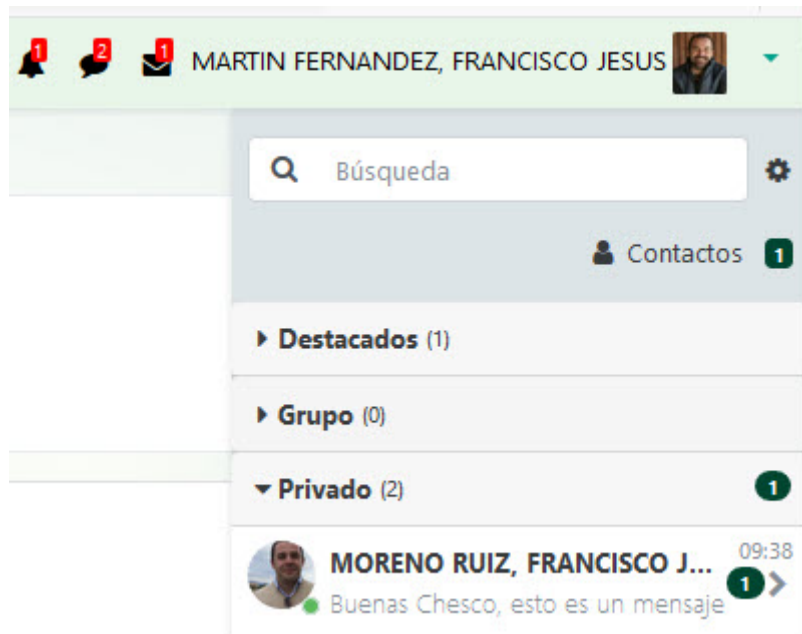 1 2 1 MARTIN FERNANDEZ, FRANCISCO JESUS
Búsqueda
Contactos 1
Destacados (1)
Grupo (0)
Privado (2) 1
MORENO RUIZ, FRANCISCO J... 09:38
Buenas Chesco, esto es un mensaje 1